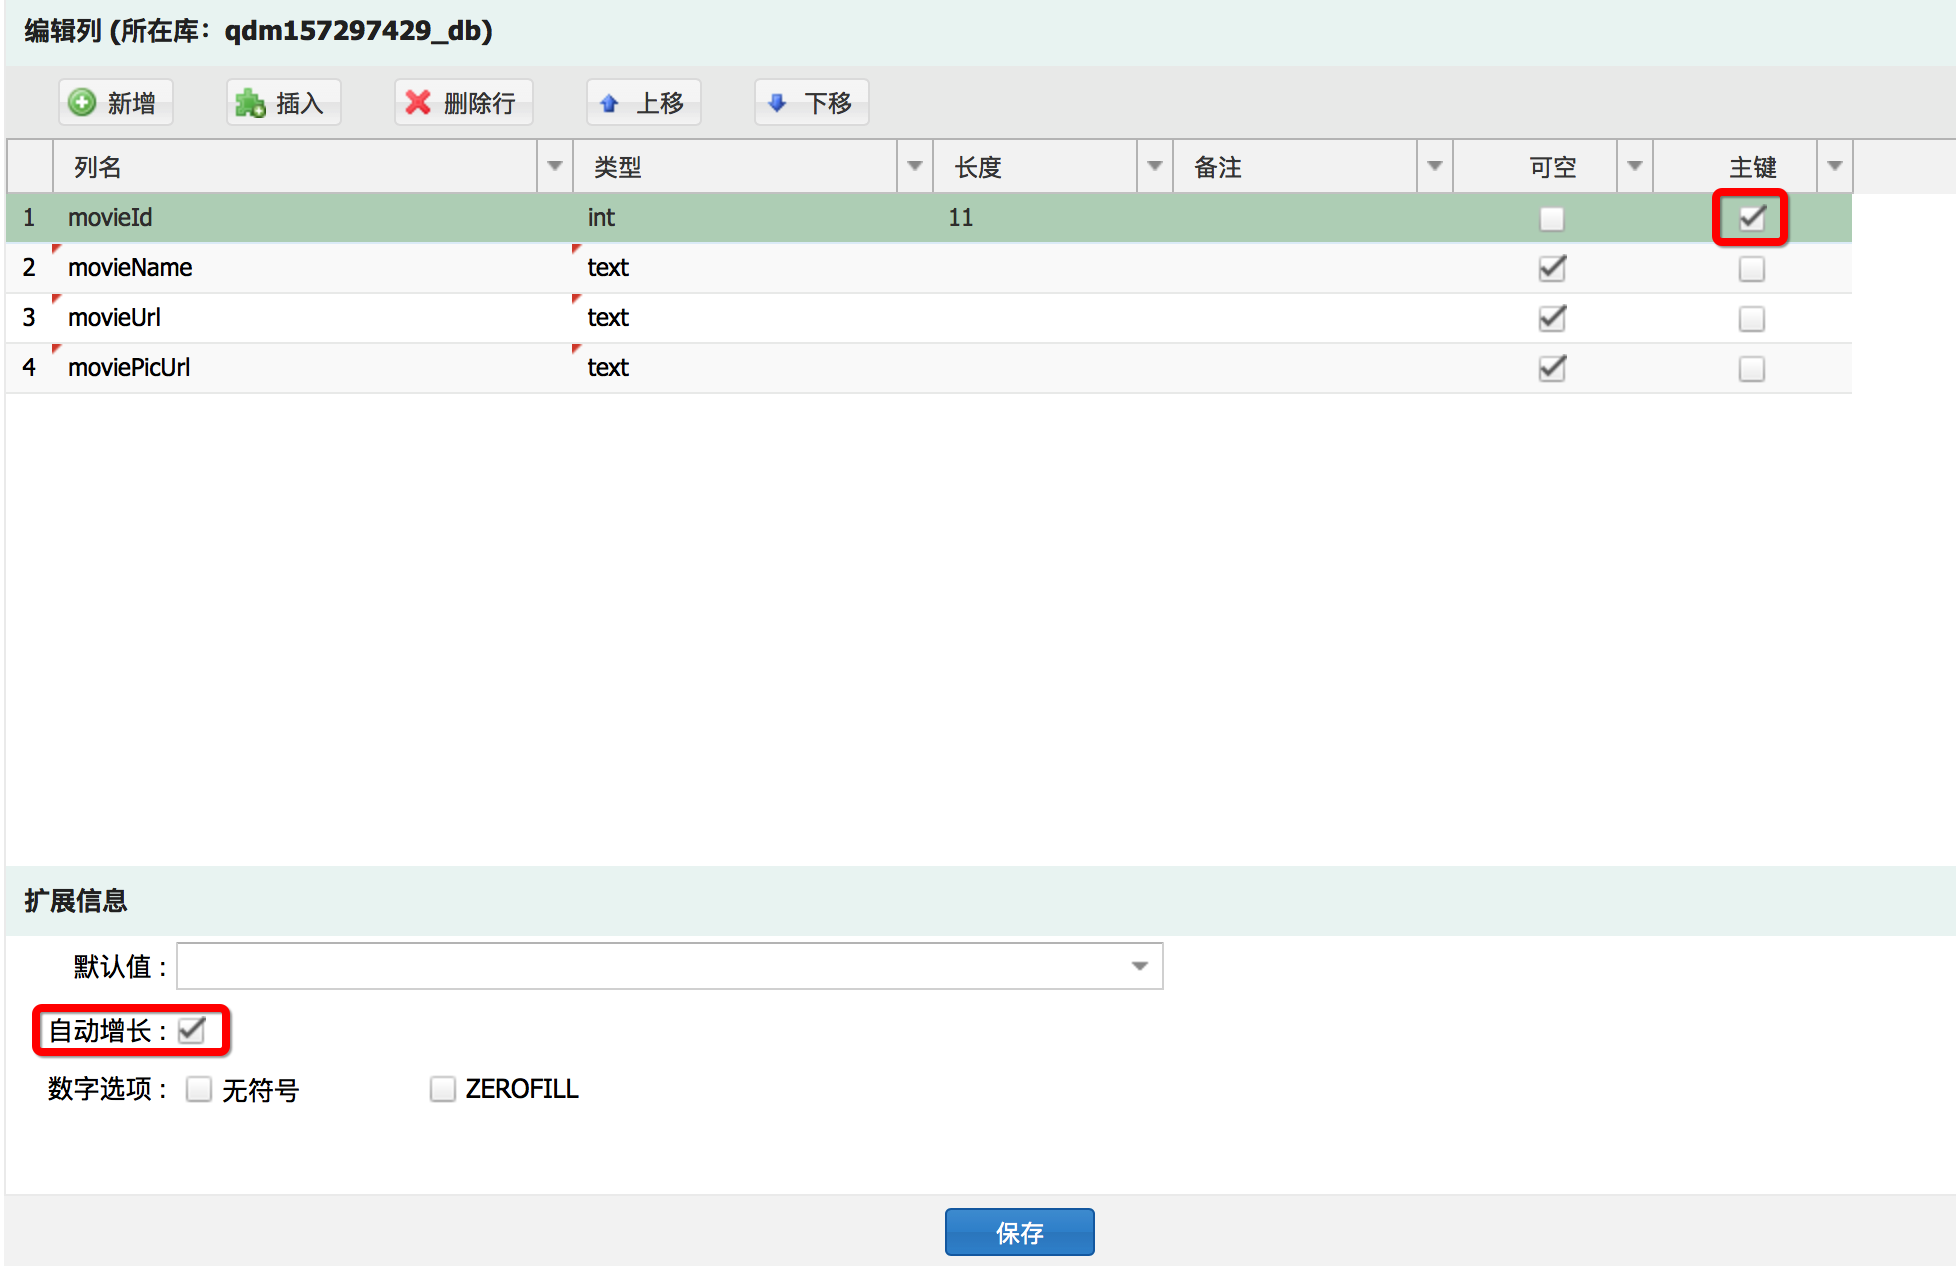 编辑列 (所在库：qdm157297429_db)
新增 插入 删除行 上移 下移
列名 类型 长度 备注 可空 主键
1 movieId int 11
2 movieName text
3 movieUrl text
4 moviePicUrl text
扩展信息
默认值：
自动增长：
数字选项： 无符号 ZEROFILL
保存